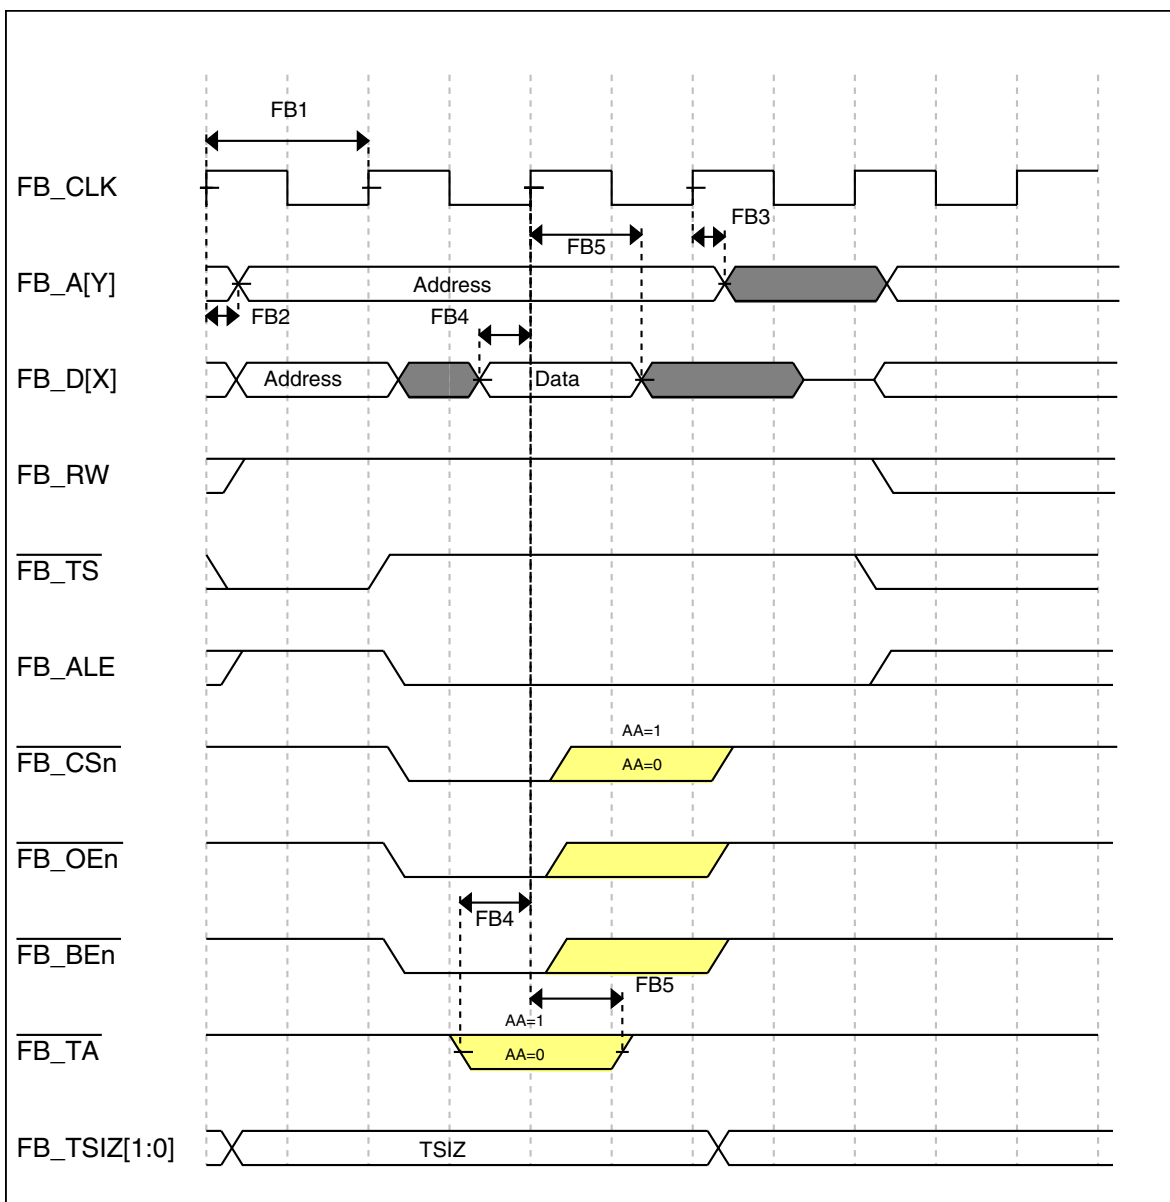 FB1
FB_CLK
FB3
FB5
FB_A[Y]
Address
FB2
FB4
FB_D[X]
Address
Data
FB_RW
FB_TS
FB_ALE
AA=1
FB_CSn
AA=0
FB_OEn
FB4
FB_BEn
FB5
AA=1
FB_TA
AA=0
FB_TSIZ[1:0]
TSIZ